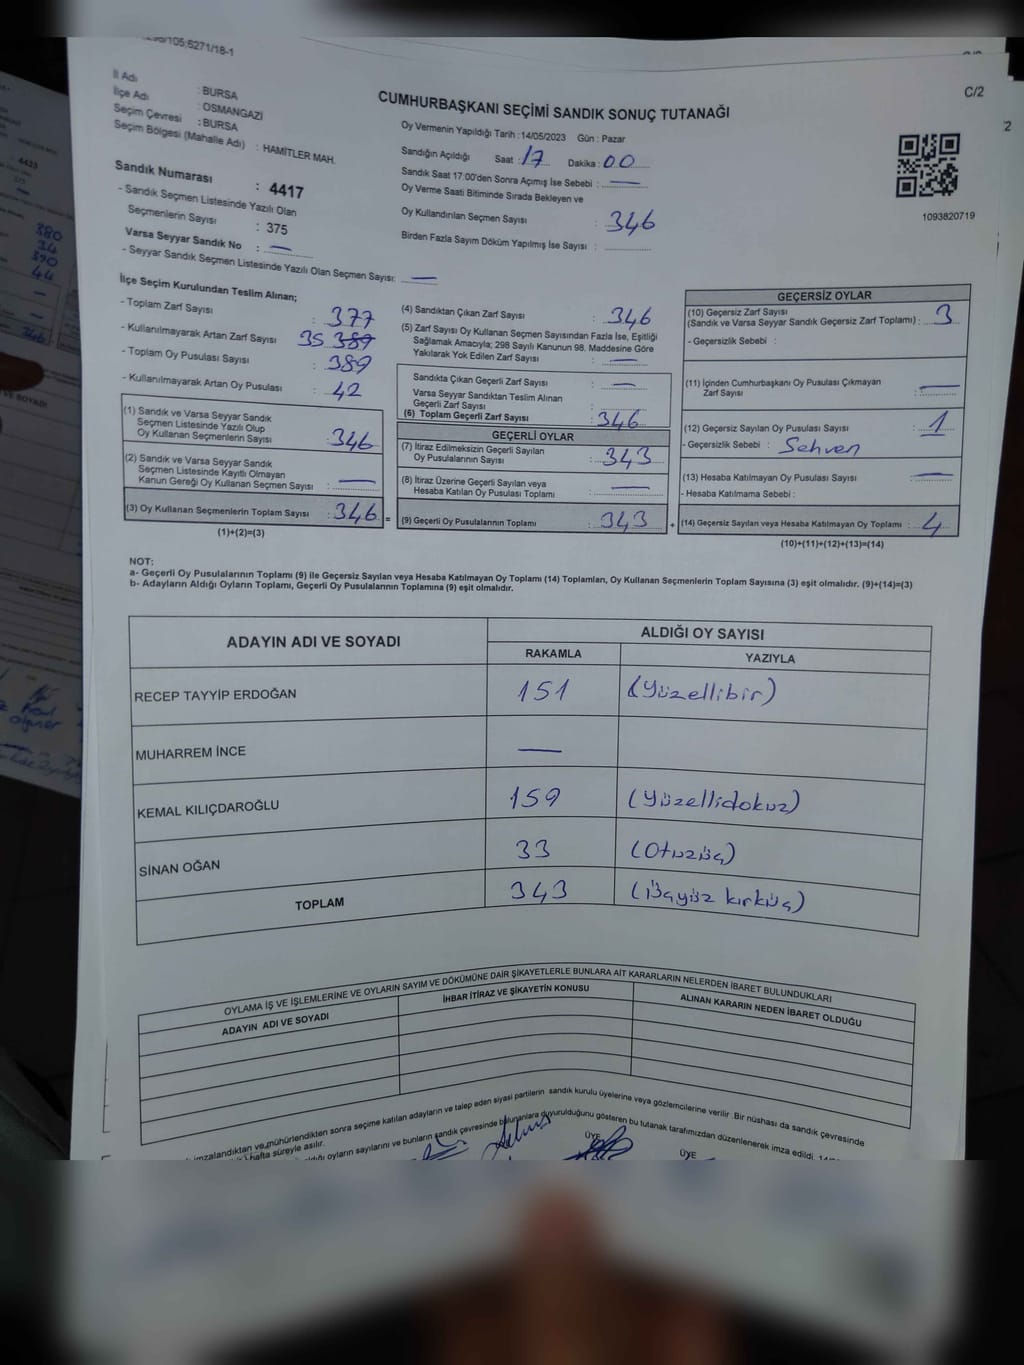 5271/18-1
C/2
İl Adı : BURSA
İlçe Adı : OSMANGAZİ
Seçim Çevresi : BURSA
Seçim Bölgesi (Mahalle Adı) : HAMİTLER MAH.
Sandık Numarası : 4417
- Sandık Seçmen Listesinde Yazılı Olan
Seçmenlerin Sayısı : 375
Varsa Seyyar Sandık No : —
- Seyyar Sandık Seçmen Listesinde Yazılı Olan Seçmen Sayısı: —
CUMHURBAŞKANI SEÇİMİ SANDIK SONUÇ TUTANAĞI
Oy Vermenin Yapıldığı Tarih : 14/05/2023 Gün : Pazar
Sandığın Açıldığı Saat : 17 Dakika : 00
Sandık Saat 17:00'den Sonra Açımış İse Sebebi : —
Oy Verme Saati Bitiminde Sırada Bekleyen ve
Oy Kullandırılan Seçmen Sayısı : 346
Birden Fazla Sayım Döküm Yapılmış İse Sayısı :
1093820719
İlçe Seçim Kurulundan Teslim Alınan;
- Toplam Zarf Sayısı : 377
- Kullanılmayarak Artan Zarf Sayısı : 35 389
- Toplam Oy Pusulası Sayısı : 389
- Kullanılmayarak Artan Oy Pusulası : 42
(1) Sandık ve Varsa Seyyar Sandık
Seçmen Listesinde Yazılı Olup
Oy Kullanan Seçmenlerin Sayısı : 346
(2) Sandık ve Varsa Seyyar Sandık
Seçmen Listesinde Kayıtlı Olmayan
Kanun Gereği Oy Kullanan Seçmen Sayısı : —
(3) Oy Kullanan Seçmenlerin Toplam Sayısı : 346 =
(1)+(2)=(3)
(4) Sandıktan Çıkan Zarf Sayısı : 346
(5) Zarf Sayısı Oy Kullanan Seçmen Sayısından Fazla İse, Eşitliği
Sağlamak Amacıyla; 298 Sayılı Kanunun 98. Maddesine Göre
Yakılarak Yok Edilen Zarf Sayısı : —
Sandıkta Çıkan Geçerli Zarf Sayısı : —
Varsa Seyyar Sandıktan Teslim Alınan
Geçerli Zarf Sayısı :
(6) Toplam Geçerli Zarf Sayısı : 346
GEÇERLİ OYLAR
(7) İtiraz Edilmeksizin Geçerli Sayılan
Oy Pusulalarının Sayısı : 343
(8) İtiraz Üzerine Geçerli Sayılan veya
Hesaba Katılan Oy Pusulası Toplamı : —
(9) Geçerli Oy Pusulalarının Toplamı : 343 +
GEÇERSİZ OYLAR
(10) Geçersiz Zarf Sayısı
(Sandık ve Varsa Seyyar Sandık Geçersiz Zarf Toplamı) : 3
- Geçersizlik Sebebi :
(11) İçinden Cumhurbaşkanı Oy Pusulası Çıkmayan
Zarf Sayısı : —
(12) Geçersiz Sayılan Oy Pusulası Sayısı : 1
- Geçersizlik Sebebi : Sehven
(13) Hesaba Katılmayan Oy Pusulası Sayısı : —
- Hesaba Katılmama Sebebi :
(14) Geçersiz Sayılan veya Hesaba Katılmayan Oy Toplamı : 4
(10)+(11)+(12)+(13)=(14)
NOT:
a- Geçerli Oy Pusulalarının Toplamı (9) ile Geçersiz Sayılan veya Hesaba Katılmayan Oy Toplamı (14) Toplamları, Oy Kullanan Seçmenlerin Toplam Sayısına (3) eşit olmalıdır. (9)+(14)=(3)
b- Adayların Aldığı Oyların Toplamı, Geçerli Oy Pusulalarının Toplamına (9) eşit olmalıdır.
ADAYIN ADI VE SOYADI
ALDIĞI OY SAYISI
RAKAMLA YAZIYLA
RECEP TAYYİP ERDOĞAN 151 (Yüzellibir)
MUHARREM İNCE —
KEMAL KILIÇDAROĞLU 159 (Yüzellidokuz)
SİNAN OĞAN 33 (Otuzüç)
TOPLAM 343 (Üçyüz kırküç)
OYLAMA İŞ VE İŞLEMLERİNE VE OYLARIN SAYIM VE DÖKÜMÜNE DAİR ŞİKAYETLERLE BUNLARA AİT KARARLARIN NELERDEN İBARET BULUNDUKLARI
ADAYIN ADI VE SOYADI İHBAR İTİRAZ VE ŞİKAYETİN KONUSU ALINAN KARARIN NEDEN İBARET OLDUĞU
imzalandıktan ve mühürlendikten sonra seçime katılan adayların ve talep eden siyasi partilerin sandık kurulu üyelerine veya gözlemcilerine verilir. Bir nüshası da sandık çevresinde
hafta süreyle asılır.
oyların sayılarını ve bunların sandık çevresinde bulunanlara duyurulduğunu gösteren bu tutanak tarafımızdan düzenlenerek imza edildi.
ÜYE ÜYE